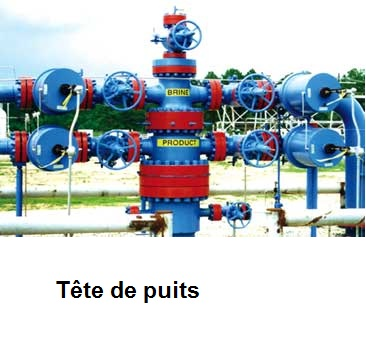 BRINE
PRODUCT
Tête de puits